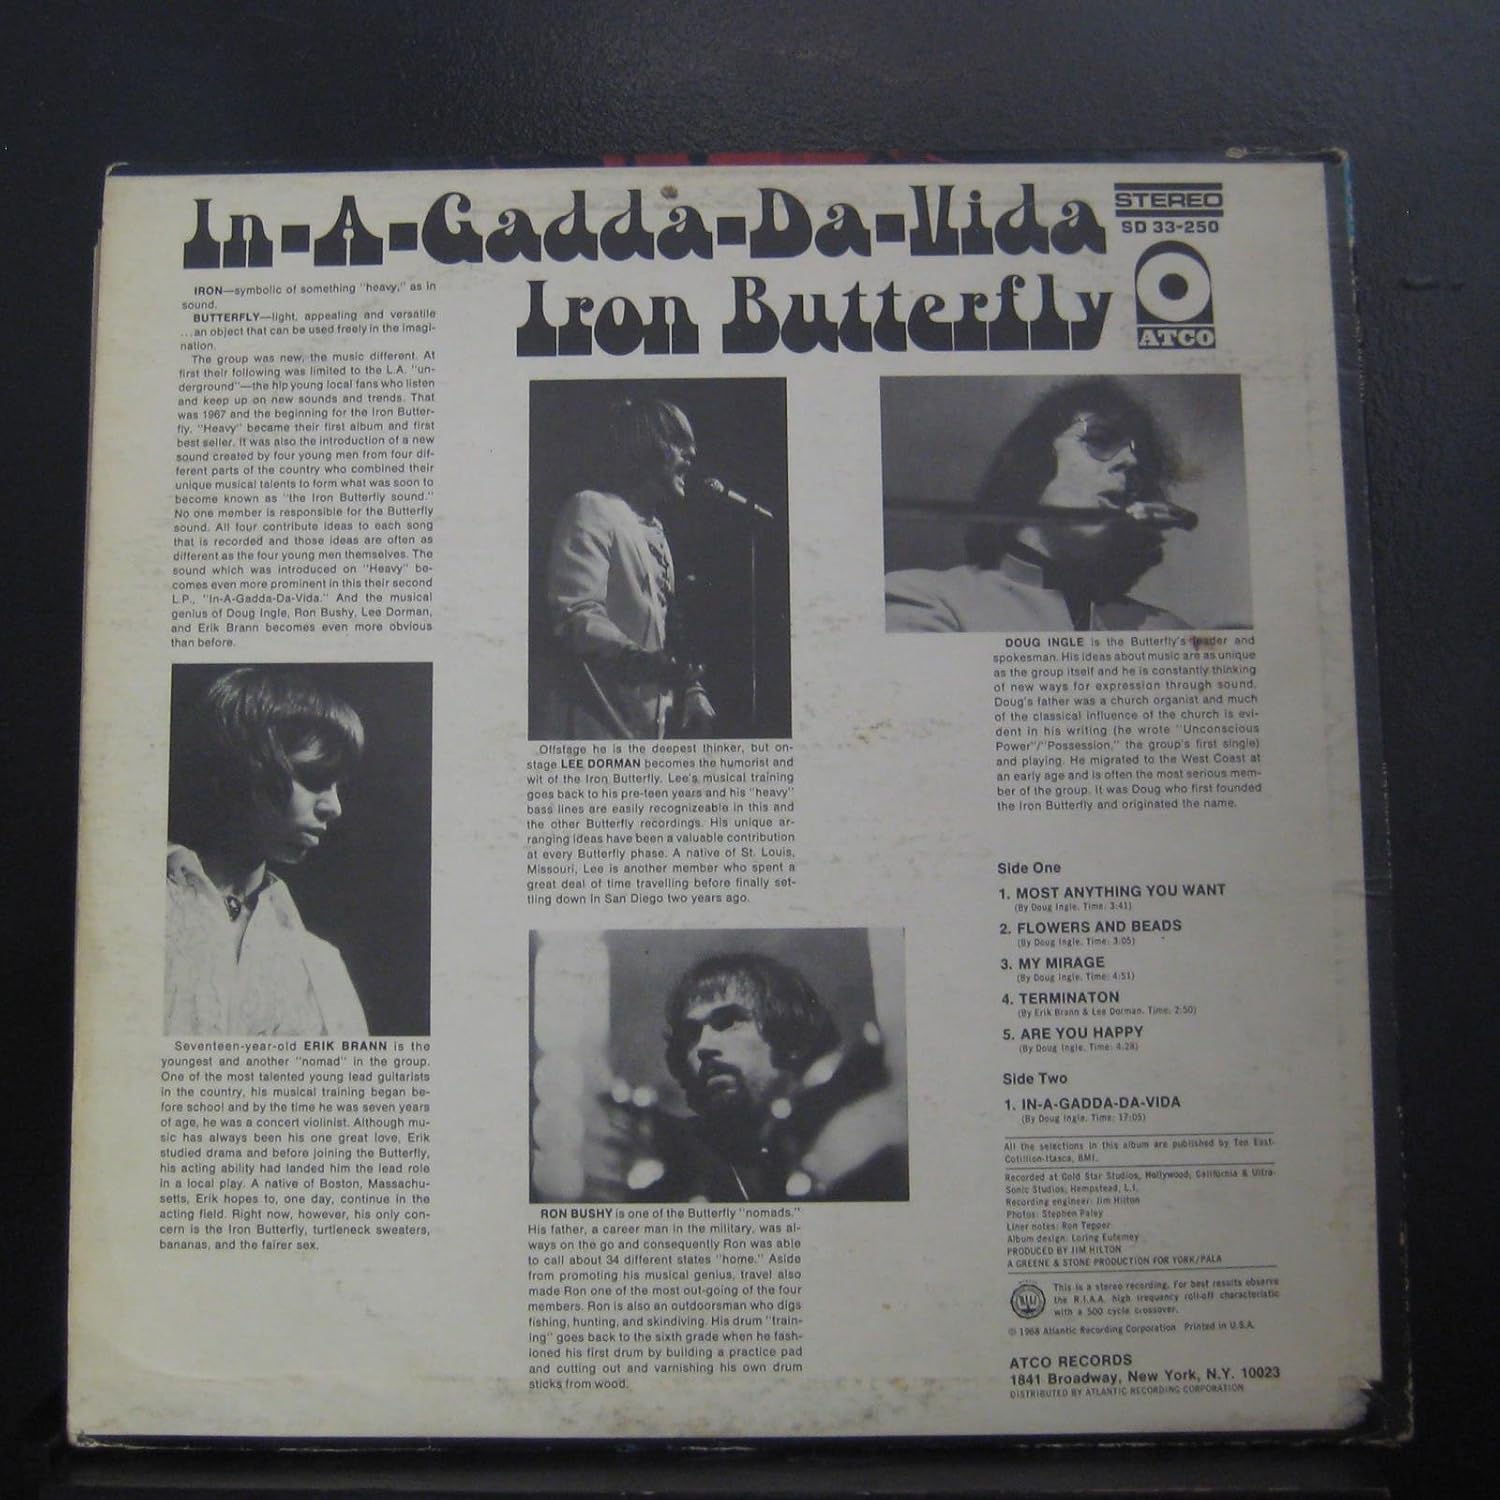 In-A-Gadda-Da-Vida
Iron Butterfly
STEREO
SD 33-250
ATCO
IRON—symbolic of something "heavy," as in
sound.
BUTTERFLY—light, appealing and versatile
...an object that can be used freely in the imagi-
nation.
The group was new, the music different. At
first their following was limited to the L.A. "un-
derground"—the hip young local fans who listen
and keep up on new sounds and trends. That
was 1967 and the beginning for the Iron Butter-
fly. "Heavy" became their first album and first
best seller. It was also the introduction of a new
sound created by four young men from four dif-
ferent parts of the country who combined their
unique musical talents to form what was soon to
become known as "the Iron Butterfly sound."
No one member is responsible for the Butterfly
sound. All four contribute ideas to each song
that is recorded and those ideas are often as
different as the four young men themselves. The
sound which was introduced on "Heavy" be-
comes even more prominent in this their second
L.P., "In-A-Gadda-Da-Vida." And the musical
genius of Doug Ingle, Ron Bushy, Lee Dorman,
and Erik Brann becomes even more obvious
than before.
Seventeen-year-old ERIK BRANN is the
youngest and another "nomad" in the group.
One of the most talented young lead guitarists
in the country, his musical training began be-
fore school and by the time he was seven years
of age, he was a concert violinist. Although mu-
sic has always been his one great love, Erik
studied drama and before joining the Butterfly,
his acting ability had landed him the lead role
in a local play. A native of Boston, Massachu-
setts, Erik hopes to, one day, continue in the
acting field. Right now, however, his only con-
cern is the Iron Butterfly, turtleneck sweaters,
bananas, and the fairer sex.
Offstage he is the deepest thinker, but on-
stage LEE DORMAN becomes the humorist and
wit of the Iron Butterfly. Lee's musical training
goes back to his pre-teen years and his "heavy"
bass lines are easily recognizeable in this and
the other Butterfly recordings. His unique ar-
ranging ideas have been a valuable contribution
at every Butterfly phase. A native of St. Louis,
Missouri, Lee is another member who spent a
great deal of time travelling before finally set-
tling down in San Diego two years ago.
RON BUSHY is one of the Butterfly "nomads."
His father, a career man in the military, was al-
ways on the go and consequently Ron was able
to call about 34 different states "home." Aside
from promoting his musical genius, travel also
made Ron one of the most out-going of the four
members. Ron is also an outdoorsman who digs
fishing, hunting, and skindiving. His drum "train-
ing" goes back to the sixth grade when he fash-
ioned his first drum by building a practice pad
and cutting out and varnishing his own drum
sticks from wood.
DOUG INGLE is the Butterfly's leader and
spokesman. His ideas about music are as unique
as the group itself and he is constantly thinking
of new ways for expression through sound.
Doug's father was a church organist and much
of the classical influence of the church is evi-
dent in his writing (he wrote "Unconscious
Power"/"Possession," the group's first single)
and playing. He migrated to the West Coast at
an early age and is often the most serious mem-
ber of the group. It was Doug who first founded
the Iron Butterfly and originated the name.
Side One
1. MOST ANYTHING YOU WANT
(By Doug Ingle. Time: 3:41)
2. FLOWERS AND BEADS
(By Doug Ingle. Time: 3:05)
3. MY MIRAGE
(By Doug Ingle. Time: 4:51)
4. TERMINATON
(By Erik Brann & Lee Dorman. Time: 2:50)
5. ARE YOU HAPPY
(By Doug Ingle. Time: 4:28)
Side Two
1. IN-A-GADDA-DA-VIDA
(By Doug Ingle. Time: 17:05)
All the selections in this album are published by Ten East-
Cotillion-Itasca, BMI.
Recorded at Gold Star Studios, Hollywood, California & Ultra-
Sonic Studios, Hempstead, L.I.
Recording engineer: Jim Hilton
Photos: Stephen Paley
Liner notes: Ron Tepper
Album design: Loring Eutemey
PRODUCED BY JIM HILTON
A GREENE & STONE PRODUCTION FOR YORK/PALA
This is a stereo recording. For best results observe
the R.I.A.A. high frequency roll-off characteristic
with a 500 cycle crossover.
© 1968 Atlantic Recording Corporation Printed in U.S.A.
ATCO RECORDS
1841 Broadway, New York, N.Y. 10023
DISTRIBUTED BY ATLANTIC RECORDING CORPORATION